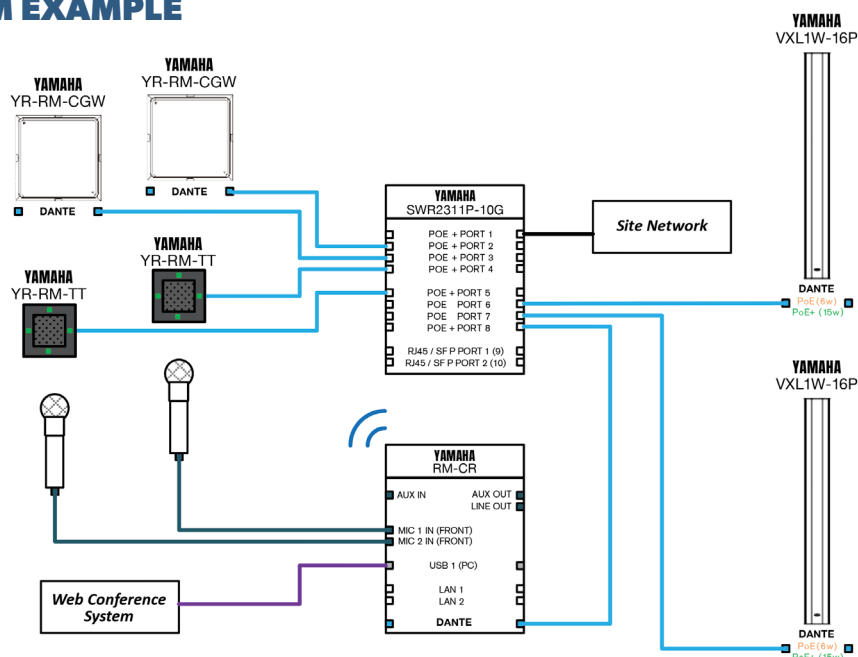 M EXAMPLE
YAMAHA
VXL1W-16P
YAMAHA
YR-RM-CGW
YAMAHA
YR-RM-CGW
DANTE
DANTE
YAMAHA
SWR2311P-10G
POE + PORT 1
POE + PORT 2
POE + PORT 3
POE + PORT 4
POE + PORT 5
POE PORT 6
POE PORT 7
POE + PORT 8
RJ45 / SF P PORT 1 (9)
RJ45 / SF P PORT 2 (10)
Site Network
YAMAHA
YR-RM-TT
YAMAHA
YR-RM-TT
DANTE
PoE(6w)
PoE+ (15w)
YAMAHA
VXL1W-16P
YAMAHA
RM-CR
AUX IN
AUX OUT
LINE OUT
MIC 1 IN (FRONT)
MIC 2 IN (FRONT)
USB 1 (PC)
LAN 1
LAN 2
DANTE
Web Conference
System
DANTE
PoE(6w)
PoE+ (15w)